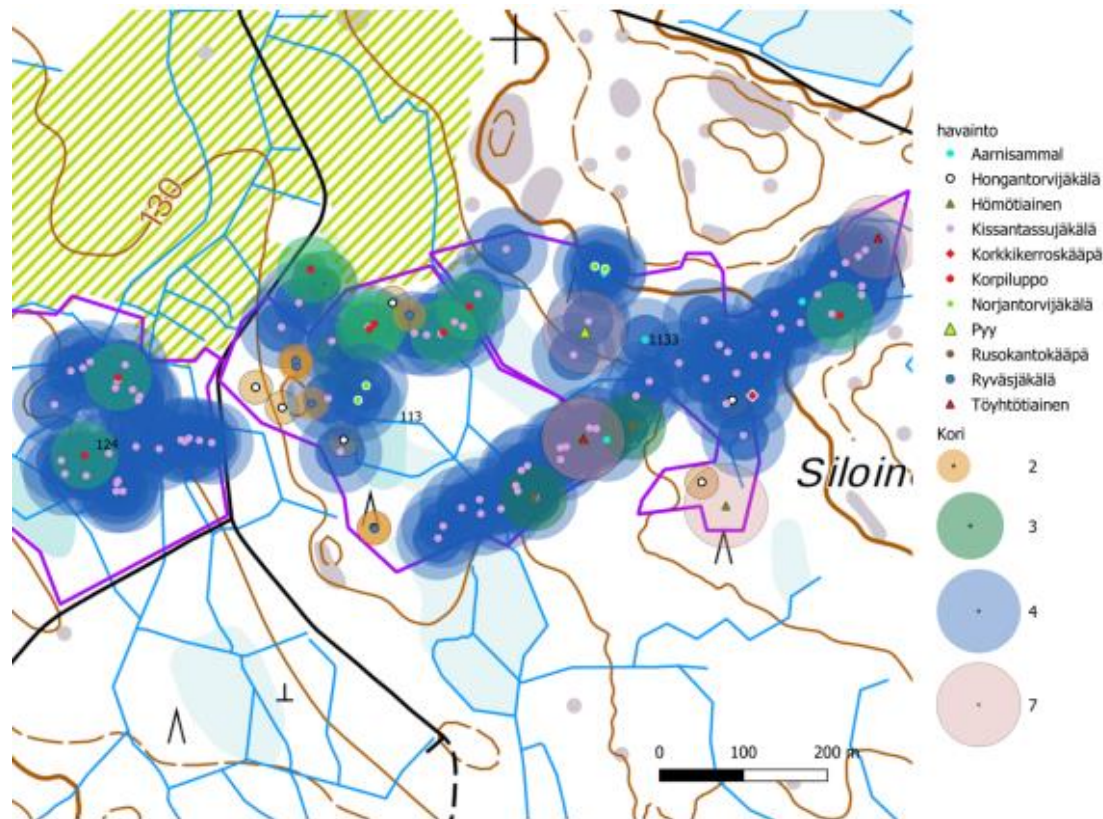 130
1133
113
124
Siloin
0 100 200 m
havainto
Aarnisammal
Hongantorvijäkälä
Hömötiainen
Kissantassujäkälä
Korkkikerroskääpä
Korpiluppo
Norjantorvijäkälä
Pyy
Rusokantokääpä
Ryväsjäkälä
Töyhtötiainen
Kori
2
3
4
7